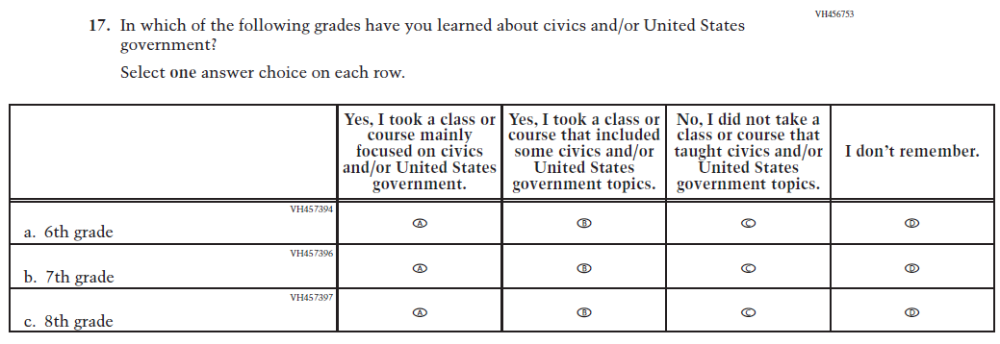 VH456753
17. In which of the following grades have you learned about civics and/or United States
government?
Select one answer choice on each row.
Yes, I took a class or
course mainly
focused on civics
and/or United States
government.
Yes, I took a class or
course that included
some civics and/or
United States
government topics.
No, I did not take a
class or course that
taught civics and/or
United States
government topics.
I don't remember.
VH457394
a. 6th grade
A B C D
VH457396
b. 7th grade
A B C D
VH457397
c. 8th grade
A B C D